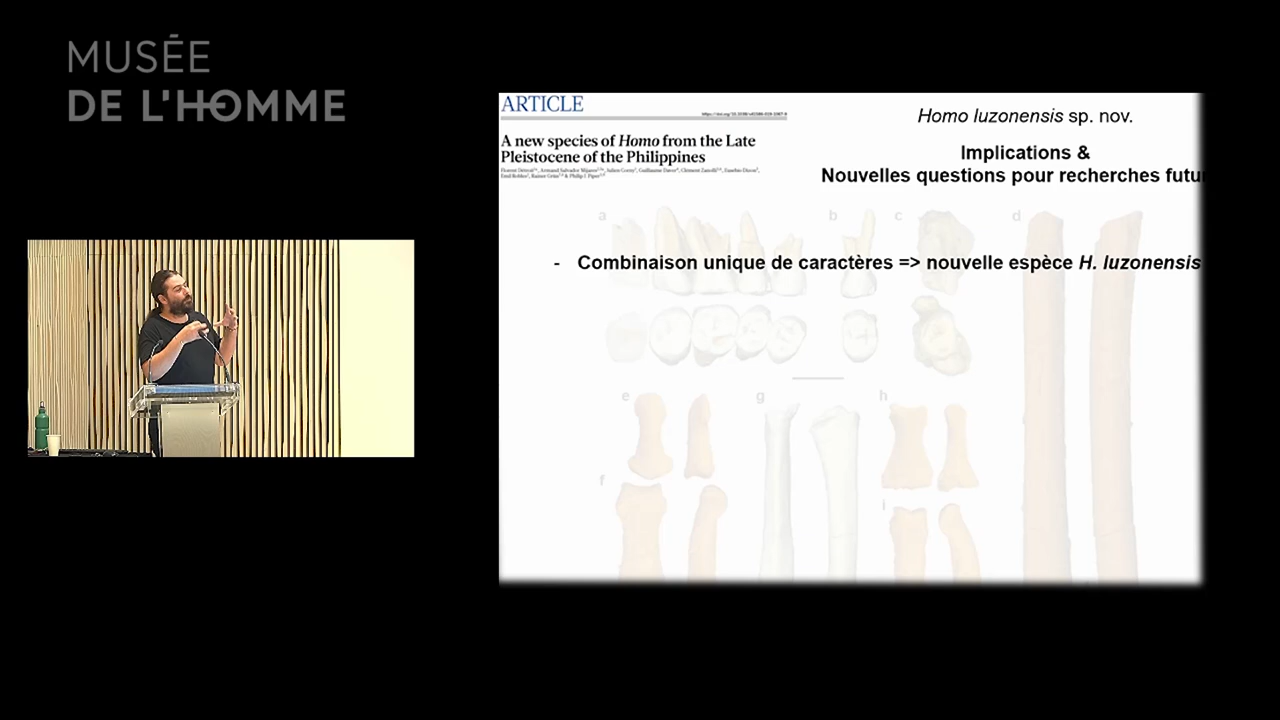 MUSÉE
DE L'HOMME
ARTICLE
A new species of Homo from the Late
Pleistocene of the Philippines
Homo luzonensis sp. nov.
Implications &
Nouvelles questions pour recherches futu
a
b
c
d
- Combinaison unique de caractères => nouvelle espèce H. luzonensis
e
g
h
f
i